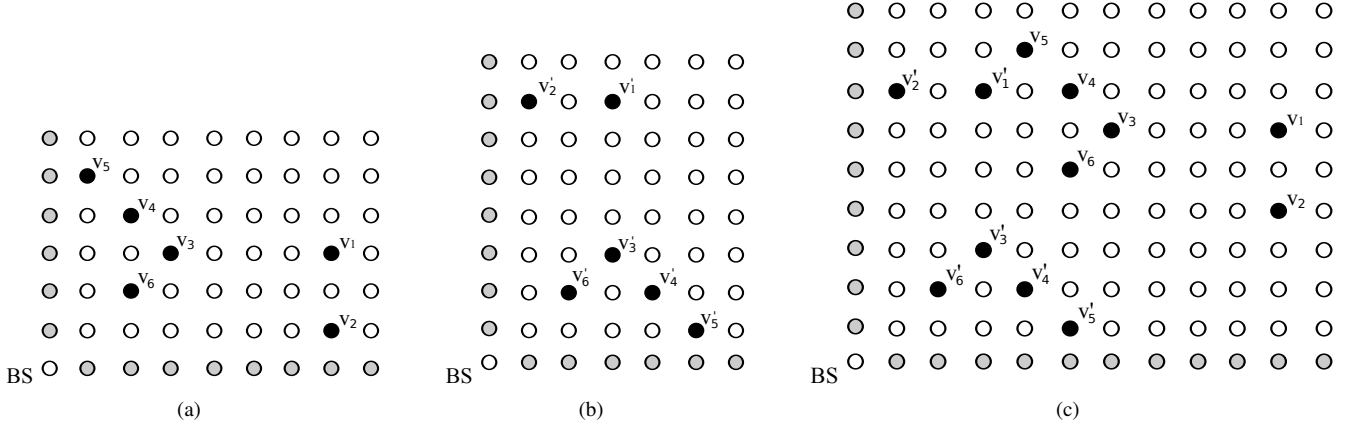 v₅
v₄
v₃
v₁
v₆
v₂
BS
(a)
v'₂
v'₁
v'₃
v'₆
v'₄
v'₅
BS
(b)
v₅
v'₂
v'₁
v₄
v₃
v₁
v₆
v₂
v'₃
v'₆
v'₄
v'₅
BS
(c)